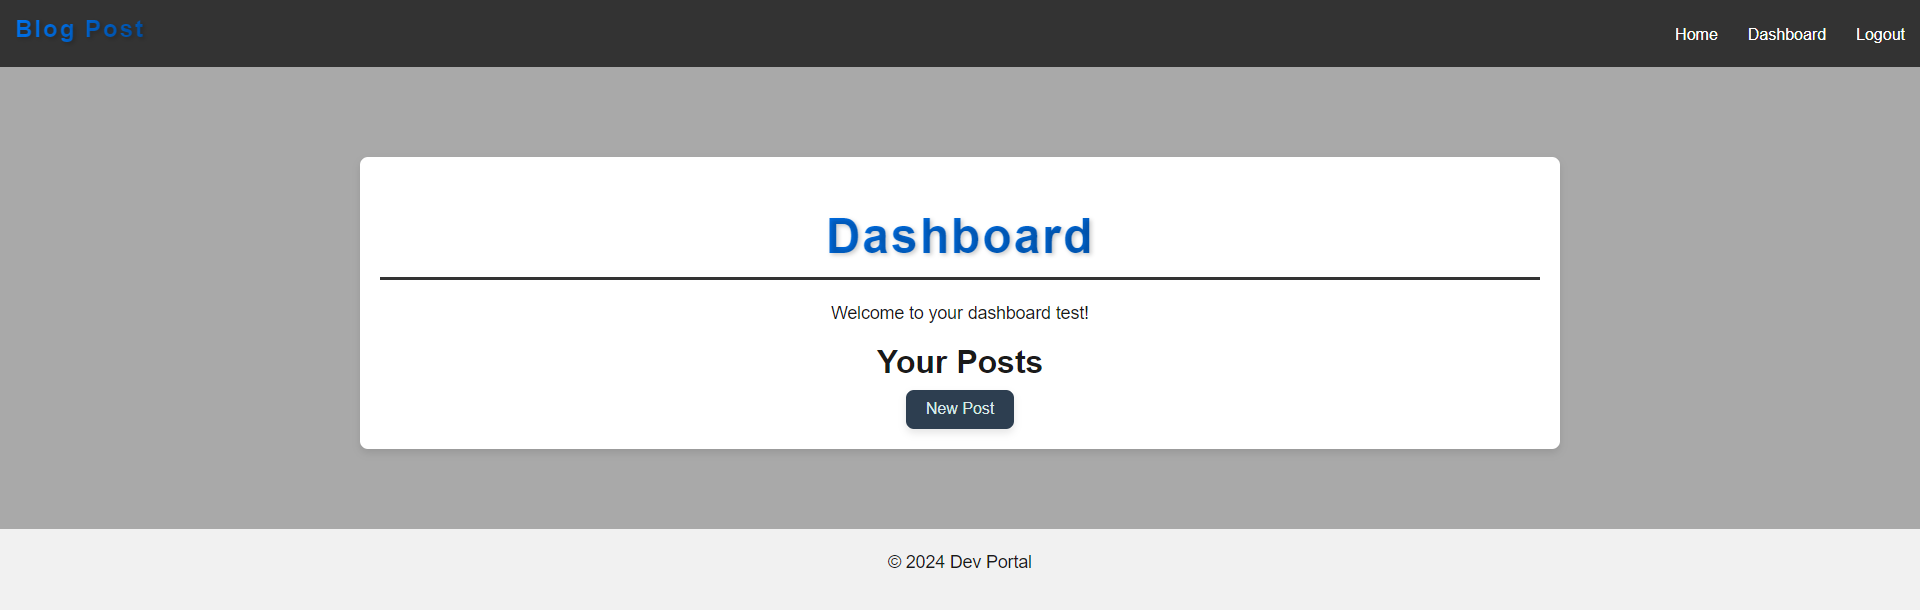 Blog Post
Home Dashboard Logout
Dashboard
Welcome to your dashboard test!
Your Posts
New Post
© 2024 Dev Portal